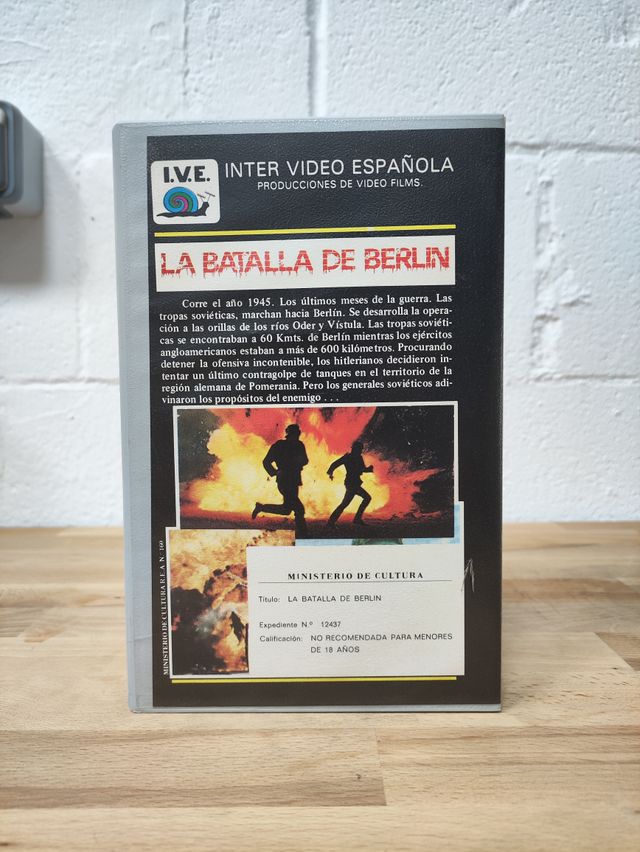 I.V.E.
INTER VIDEO ESPAÑOLA
PRODUCCIONES DE VIDEO FILMS.
LA BATALLA DE BERLIN
Corre el año 1945. Los últimos meses de la guerra. Las
tropas soviéticas, marchan hacia Berlín. Se desarrolla la opera-
ción a las orillas de los ríos Oder y Vístula. Las tropas soviéti-
cas se encontraban a 60 Kmts. de Berlín mientras los ejércitos
angloamericanos estaban a más de 600 kilómetros. Procurando
detener la ofensiva incontenible, los hitlerianos decidieron in-
tentar un último contragolpe de tanques en el territorio de la
región alemana de Pomerania. Pero los generales soviéticos adi-
vinaron los propósitos del enemigo . . .
MINISTERIO DE CULTURA R.E.A. N.º 160
MINISTERIO DE CULTURA
Título: LA BATALLA DE BERLIN
Expediente N.º 12437
Calificación: NO RECOMENDADA PARA MENORES
DE 18 AÑOS